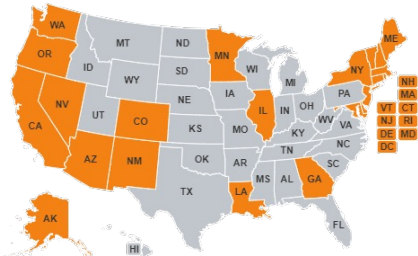 WA
MT
ND
MN
ME
OR
ID
SD
WI
MI
NY
WY
NH
NV
UT
NE
IA
IL
IN
OH
PA
MA
VT
CT
CA
CO
KS
MO
KY
WV
VA
NJ
RI
DE
MD
DC
AZ
NM
OK
AR
TN
NC
SC
TX
LA
MS
AL
GA
FL
AK
HI